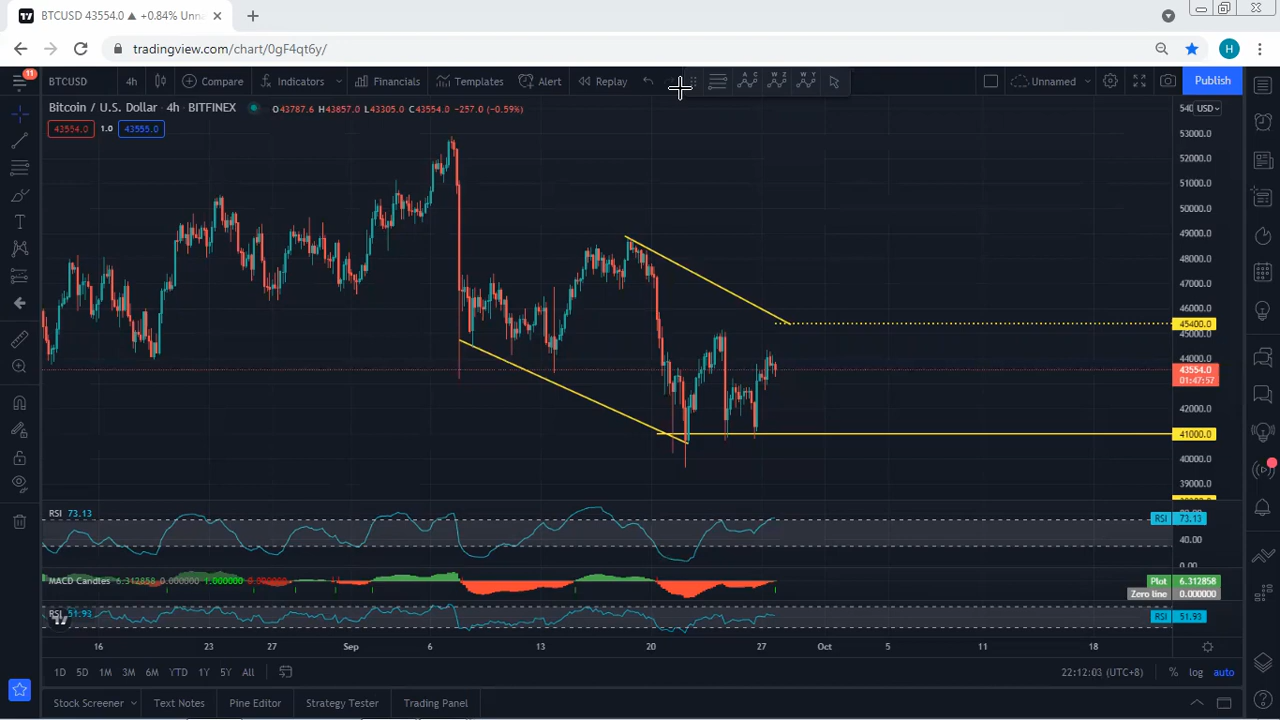 BTCUSD 43554.0 ▲ +0.84% Unna
tradingview.com/chart/0gF4qt6y/
H
11
BTCUSD 4h Compare Indicators Financials Templates Alert Replay Unnamed Publish
Bitcoin / U.S. Dollar 4h BITFINEX O43787.6 H43857.0 L43305.0 C43554.0 −257.0 (−0.59%)
43554.0 1.0 43555.0
USD
53000.0
52000.0
51000.0
50000.0
49000.0
48000.0
47000.0
46000.0
45400.0
45000.0
44000.0
43554.0
01:47:57
42000.0
41000.0
40000.0
39000.0
RSI 73.13
RSI 73.13
40.00
0.00
MACD Candles 6.312858 0.000000 1.000000 0.000000
Plot 6.312858
Zero line 0.000000
RSI 51.93
RSI 51.93
16 23 27 Sep 6 13 20 27 Oct 5 11 18
1D 5D 1M 3M 6M YTD 1Y 5Y All 22:12:03 (UTC+8) % log auto
Stock Screener Text Notes Pine Editor Strategy Tester Trading Panel